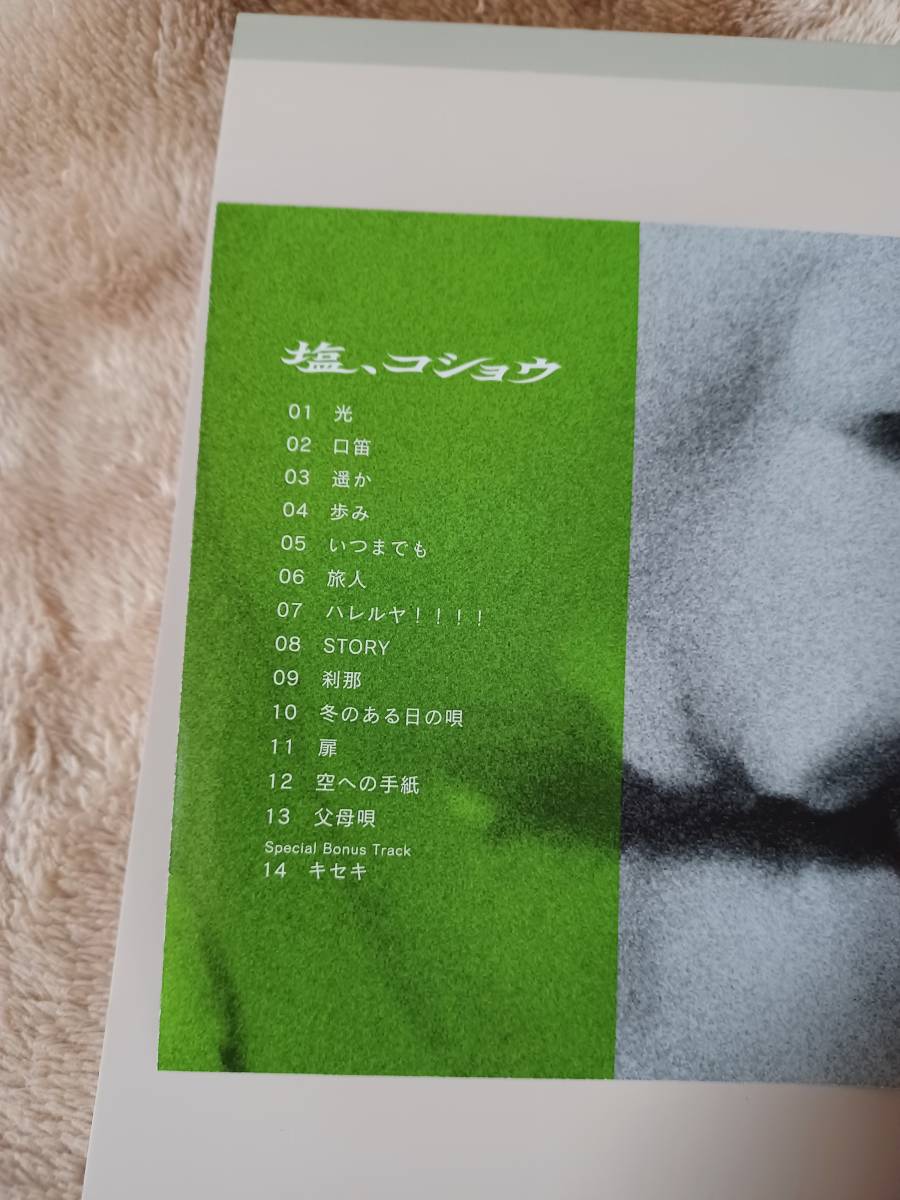 塩、コショウ
01 光
02 口笛
03 遥か
04 歩み
05 いつまでも
06 旅人
07 ハレルヤ！！！！
08 STORY
09 刹那
10 冬のある日の唄
11 扉
12 空への手紙
13 父母唄
Special Bonus Track
14 キセキ